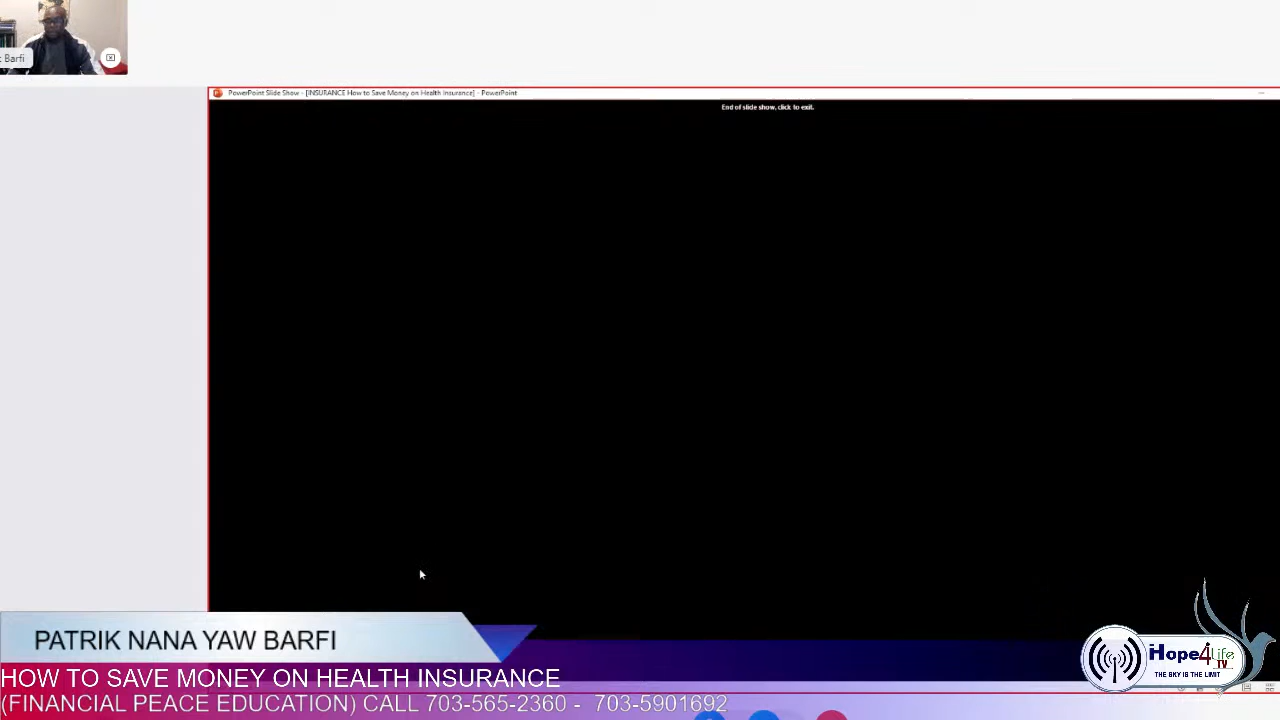 Barfi
PowerPoint Slide Show - [INSURANCE How to Save Money on Health Insurance] - PowerPoint
End of slide show, click to exit.
PATRIK NANA YAW BARFI
HOW TO SAVE MONEY ON HEALTH INSURANCE
(FINANCIAL PEACE EDUCATION) CALL 703-565-2360 - 703-5901692
Hope4Life
TV
THE SKY IS THE LIMIT